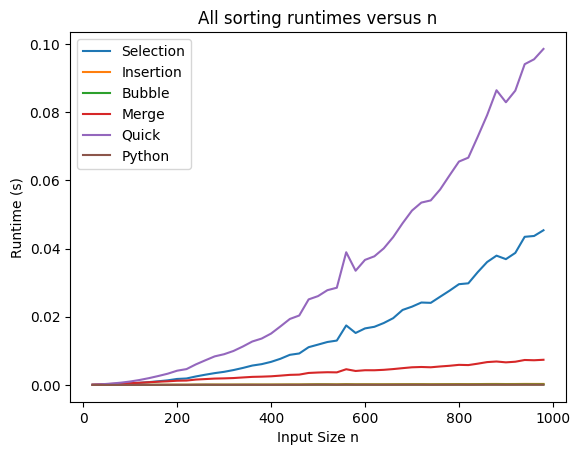 All sorting runtimes versus n
Selection
Insertion
Bubble
Merge
Quick
Python
Runtime (s)
0.10
0.08
0.06
0.04
0.02
0.00
0 200 400 600 800 1000
Input Size n